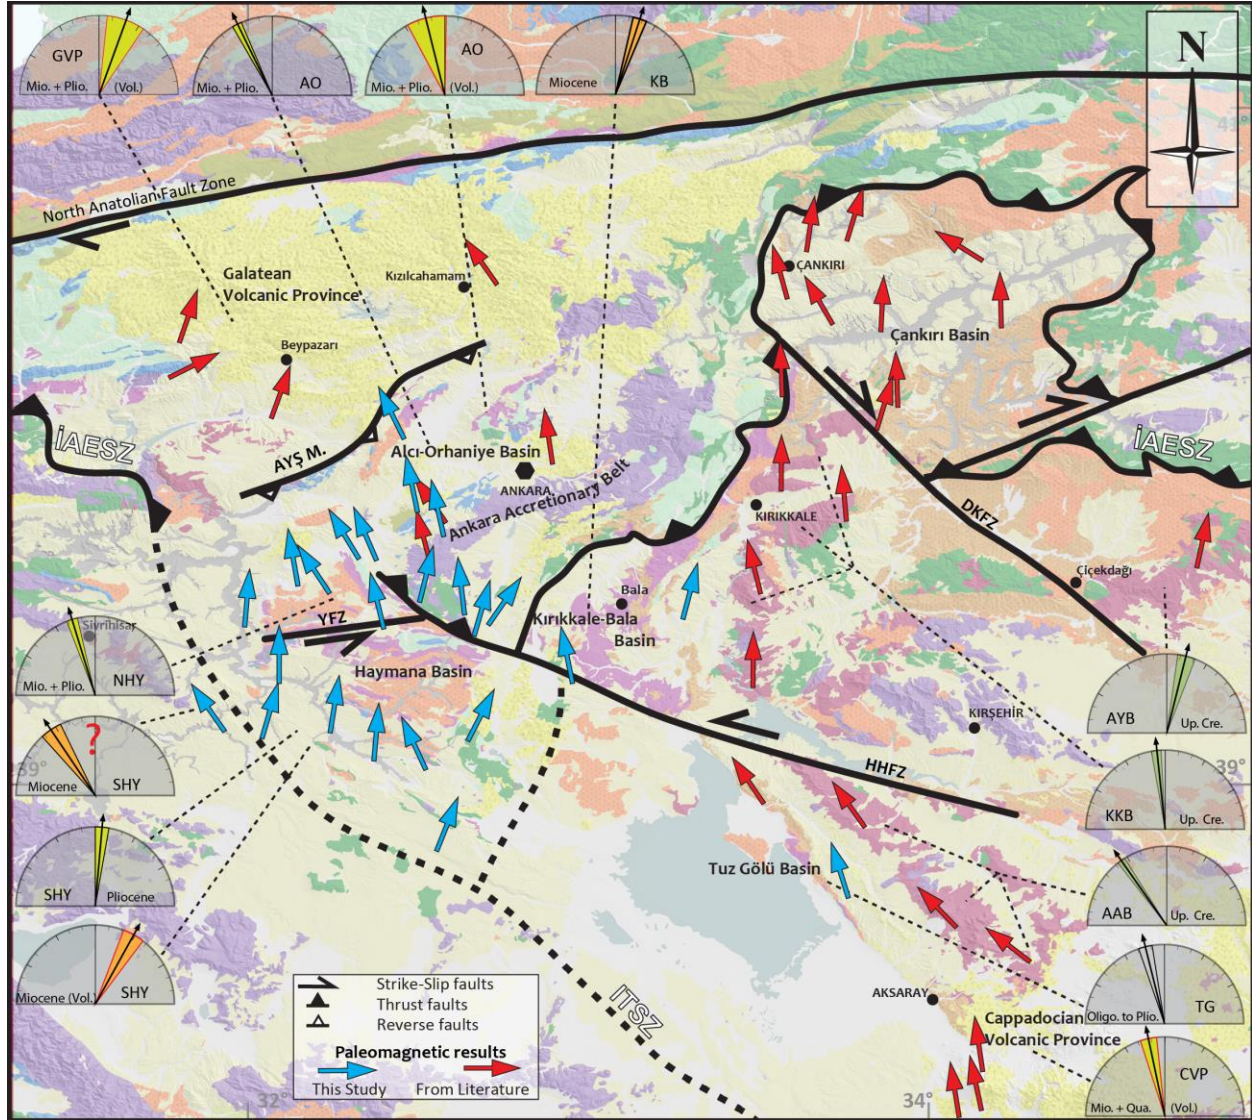 GVP
Mio. + Plio.
(Vol.)
Mio. + Plio.
AO
AO
Mio. + Plio.
(Vol.)
Miocene
KB
N
41°
North Anatolian Fault Zone
Galatean
Volcanic Province
Kızılcahamam
ÇANKIRI
Çankırı Basin
Beypazarı
İAESZ
AYŞ M.
Alcı-Orhaniye Basin
ANKARA
Ankara Accretionary Belt
KIRIKKALE
DKFZ
İAESZ
Çiçekdağı
Bala
Kırıkkale-Bala
Basin
YFZ
Haymana Basin
Sivrihisar
Mio. + Plio.
NHY
KIRŞEHİR
AYB
Up. Cre.
?
Miocene
SHY
39°
39°
HHFZ
KKB
Up. Cre.
SHY
Pliocene
Tuz Gölü Basin
AAB
Up. Cre.
Miocene (Vol.)
SHY
ITSZ
AKSARAY
Oligo. to Plio.
TG
Cappadocian
Volcanic Province
CVP
Mio. + Qua.
(Vol.)
Strike-Slip faults
Thrust faults
Reverse faults
Paleomagnetic results
This Study
From Literature
32°
34°